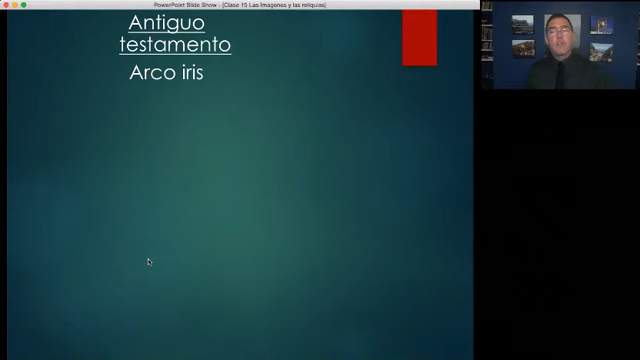 PowerPoint Slide Show - [Clase 15 Las Imagenes y las reliquias]
Antiguo
testamento
Arco iris